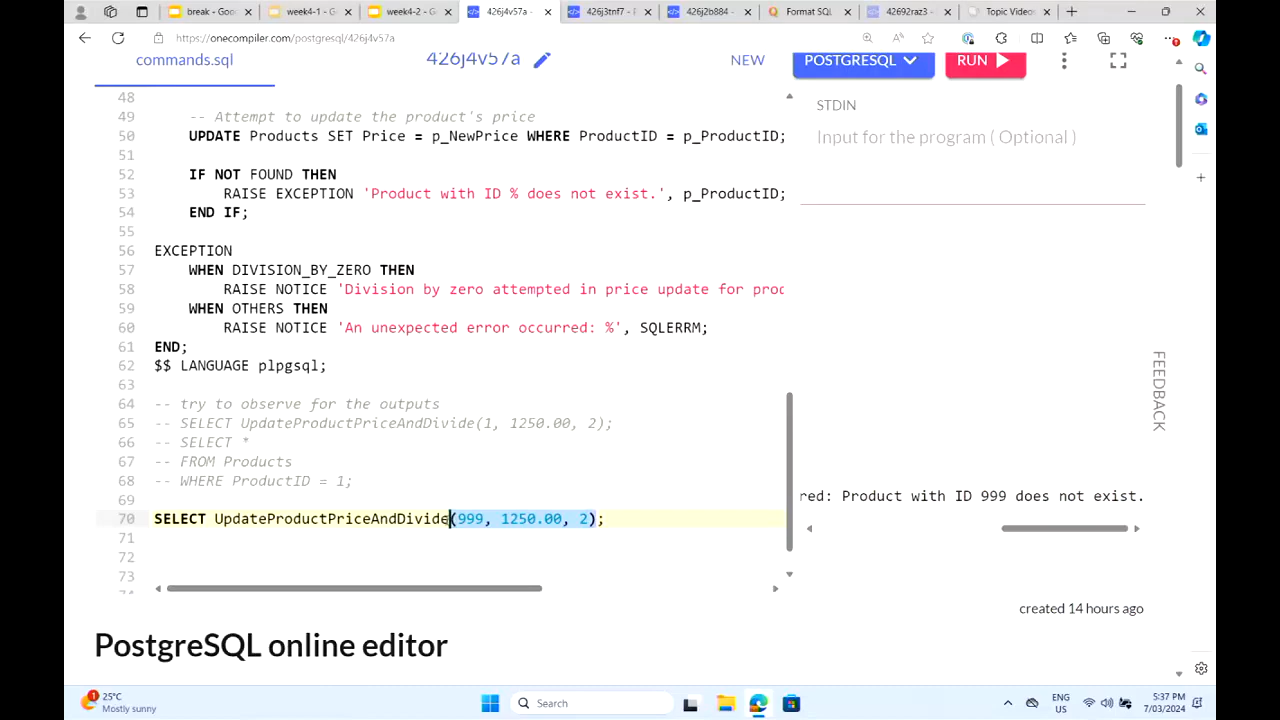 break - Goo
week4-1 - G
week4-2 - G
426j4v57a
426j3tnf7 - P
426j2b884 -
Format SQL
42692raz3 -
Topic Videos
https://onecompiler.com/postgresql/426j4v57a
commands.sql
426j4v57a
NEW
POSTGRESQL
RUN
STDIN
Input for the program ( Optional )
48
49 -- Attempt to update the product's price
50 UPDATE Products SET Price = p_NewPrice WHERE ProductID = p_ProductID;
51
52 IF NOT FOUND THEN
53 RAISE EXCEPTION 'Product with ID % does not exist.', p_ProductID;
54 END IF;
55
56 EXCEPTION
57 WHEN DIVISION_BY_ZERO THEN
58 RAISE NOTICE 'Division by zero attempted in price update for prod
59 WHEN OTHERS THEN
60 RAISE NOTICE 'An unexpected error occurred: %', SQLERRM;
61 END;
62 $$ LANGUAGE plpgsql;
63
64 -- try to observe for the outputs
65 -- SELECT UpdateProductPriceAndDivide(1, 1250.00, 2);
66 -- SELECT *
67 -- FROM Products
68 -- WHERE ProductID = 1;
69
70 SELECT UpdateProductPriceAndDivide(999, 1250.00, 2);
71
72
73
red: Product with ID 999 does not exist.
FEEDBACK
created 14 hours ago
PostgreSQL online editor
1
25°C
Mostly sunny
Search
ENG
US
5:37 PM
7/03/2024